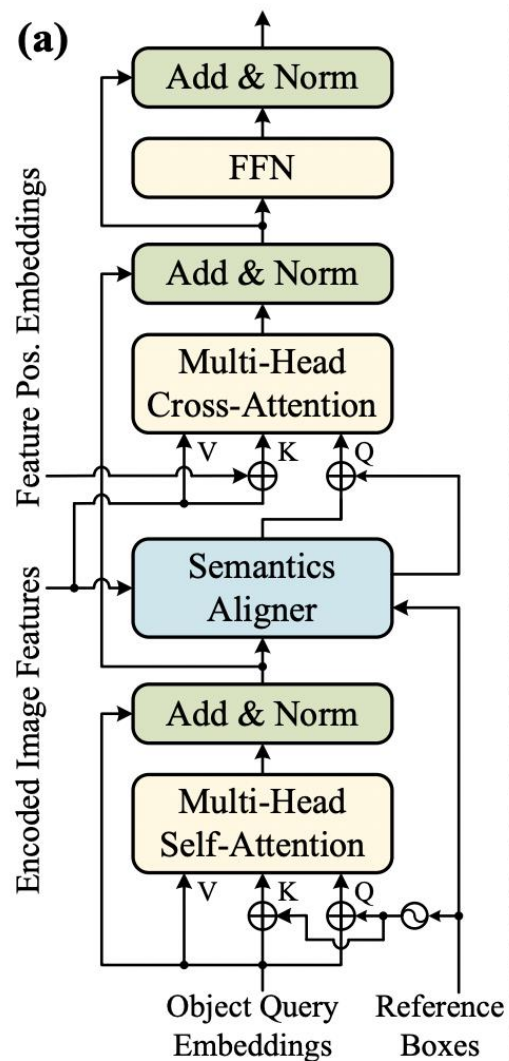 (a)
Add & Norm
FFN
Add & Norm
Multi-Head
Cross-Attention
V
K
Q
Feature Pos. Embeddings
Semantics
Aligner
Encoded Image Features
Add & Norm
Multi-Head
Self-Attention
V
K
Q
Object Query
Embeddings
Reference
Boxes